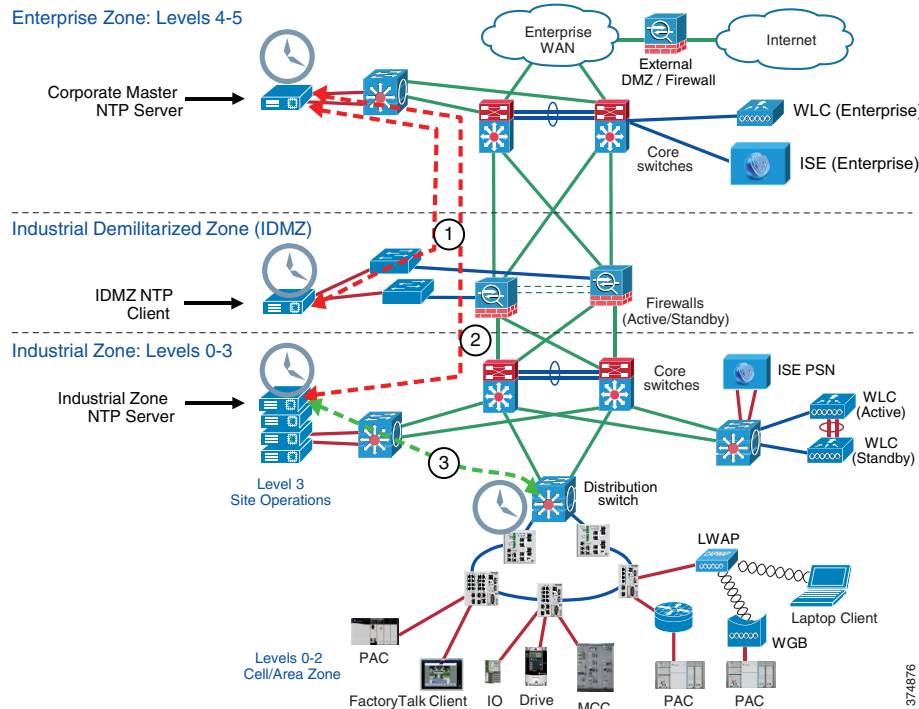 Enterprise Zone: Levels 4-5
Enterprise
WAN
Internet
External
DMZ / Firewall
Corporate Master
NTP Server
WLC (Enterprise)
Core
switches
ISE (Enterprise)
Industrial Demilitarized Zone (IDMZ)
1
IDMZ NTP
Client
Firewalls
(Active/Standby)
2
Industrial Zone: Levels 0-3
Core
switches
ISE PSN
Industrial Zone
NTP Server
WLC
(Active)
WLC
(Standby)
3
Level 3
Site Operations
Distribution
switch
LWAP
CAPWAP
Laptop Client
WGB
PAC
Levels 0-2
Cell/Area Zone
FactoryTalk Client
IO
Drive
MCC
PAC
PAC
374876